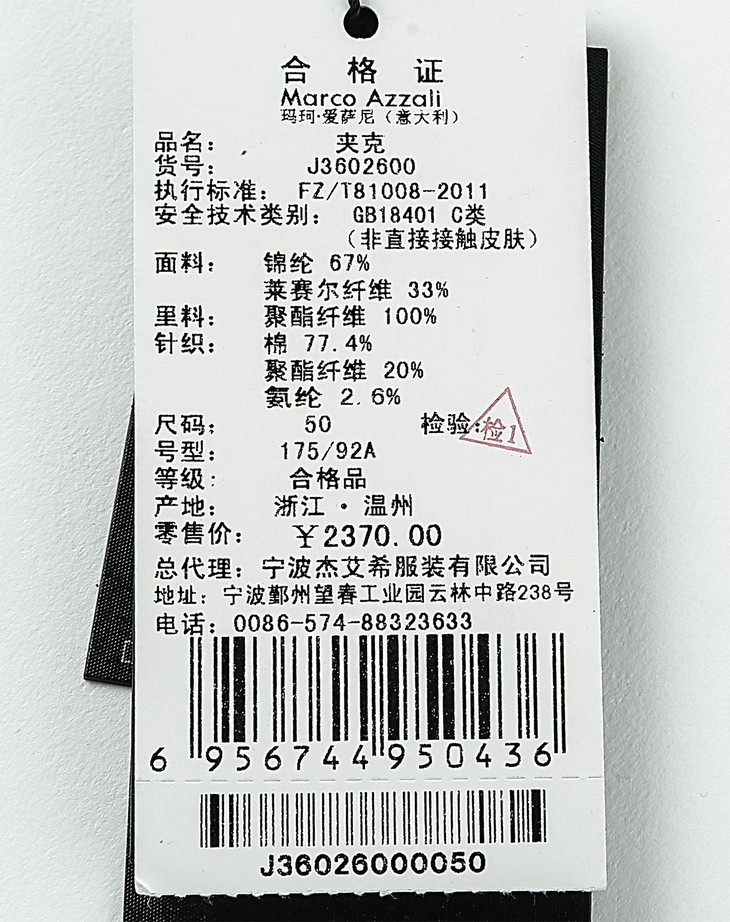 合格证
Marco Azzali
玛珂·爱萨尼（意大利）
品名： 夹克
货号： J3602600
执行标准： FZ/T81008-2011
安全技术类别： GB18401 C类
（非直接接触皮肤）
面料： 锦纶 67%
莱赛尔纤维 33%
里料： 聚酯纤维 100%
针织： 棉 77.4%
聚酯纤维 20%
氨纶 2.6%
尺码： 50 检验：检1
号型： 175/92A
等级： 合格品
产地： 浙江·温州
零售价： ￥2370.00
总代理：宁波杰艾希服装有限公司
地址：宁波鄞州望春工业园云林中路238号
电话：0086-574-88323633
6 956744 950436
J36026000050